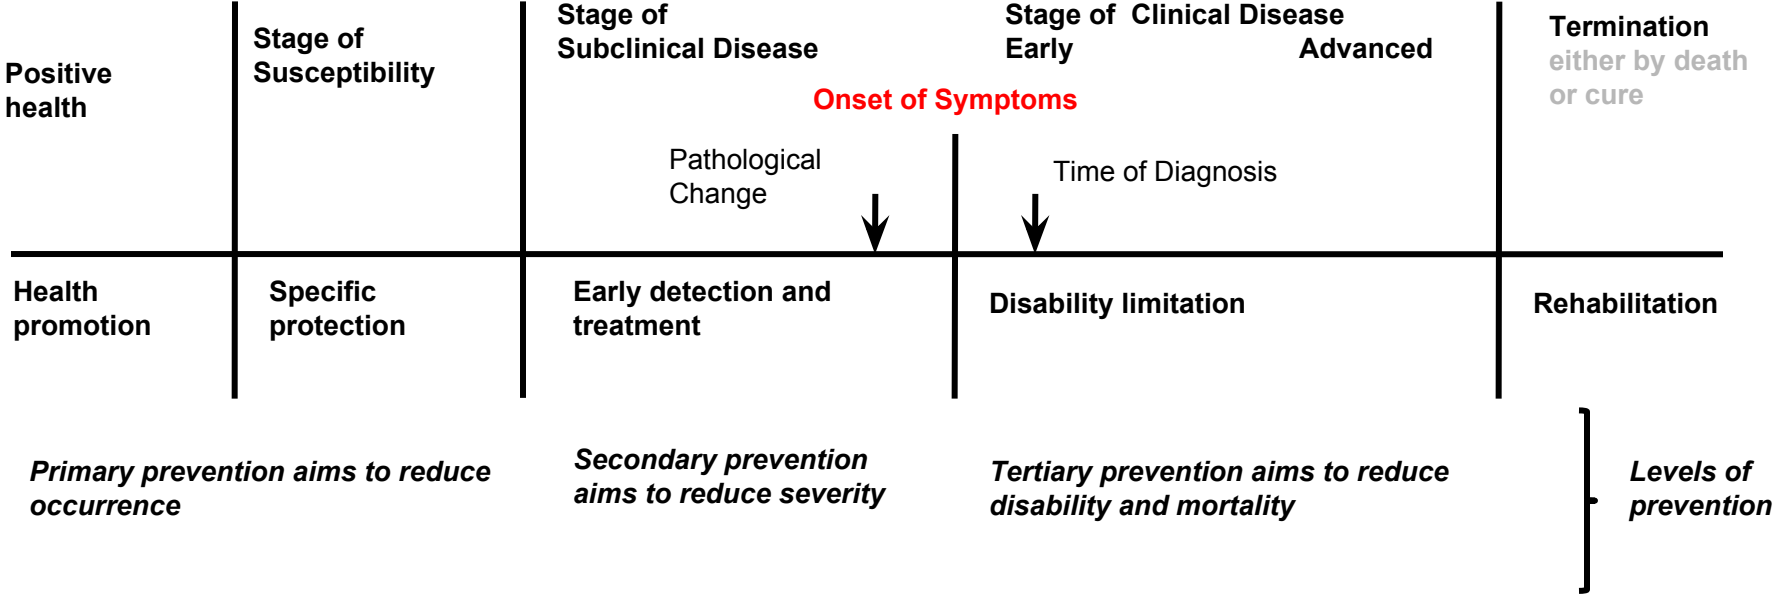 Positive
health
Stage of
Susceptibility
Stage of
Subclinical Disease
Stage of  Clinical Disease
Early Advanced
Termination
either by death
or cure
Onset of Symptoms
Pathological
Change
Time of Diagnosis
Health
promotion
Specific
protection
Early detection and
treatment
Disability limitation
Rehabilitation
Primary prevention aims to reduce
occurrence
Secondary prevention
aims to reduce severity
Tertiary prevention aims to reduce
disability and mortality
Levels of
prevention